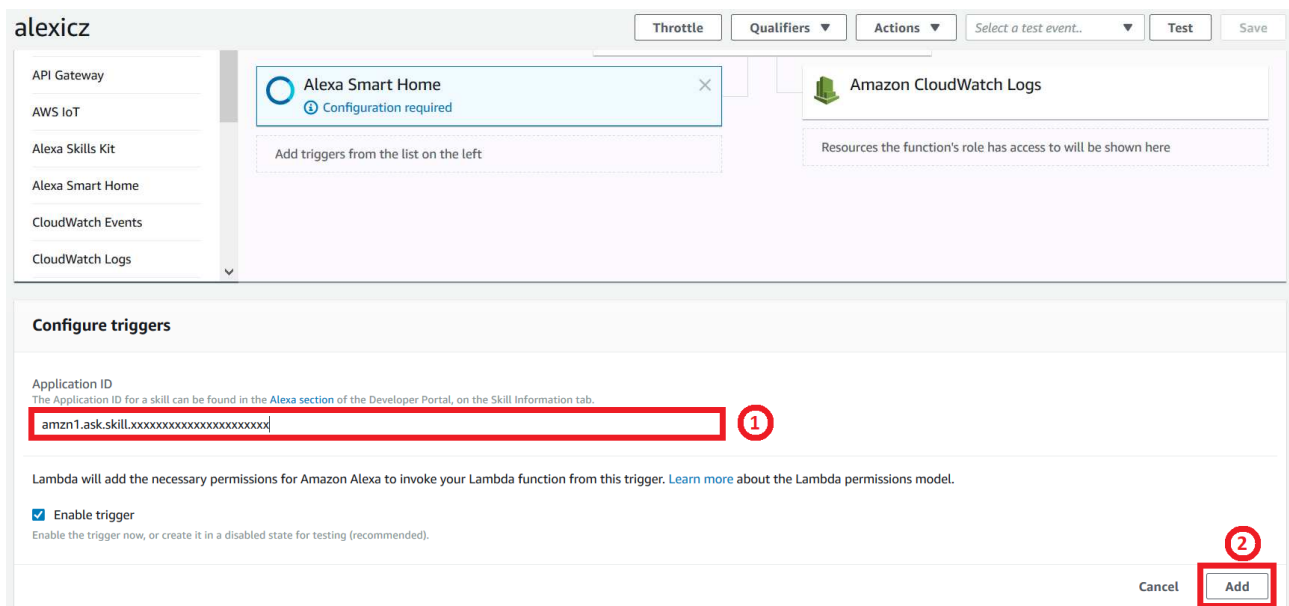 alexicz
Throttle
Qualifiers
Actions
Select a test event..
Test
Save
API Gateway
AWS IoT
Alexa Skills Kit
Alexa Smart Home
CloudWatch Events
CloudWatch Logs
Alexa Smart Home
Configuration required
Add triggers from the list on the left
Amazon CloudWatch Logs
Resources the function's role has access to will be shown here
Configure triggers
Application ID
The Application ID for a skill can be found in the Alexa section of the Developer Portal, on the Skill Information tab.
amzn1.ask.skill.xxxxxxxxxxxxxxxxxxxxxx
1
Lambda will add the necessary permissions for Amazon Alexa to invoke your Lambda function from this trigger. Learn more about the Lambda permissions model.
Enable trigger
Enable the trigger now, or create it in a disabled state for testing (recommended).
2
Cancel
Add